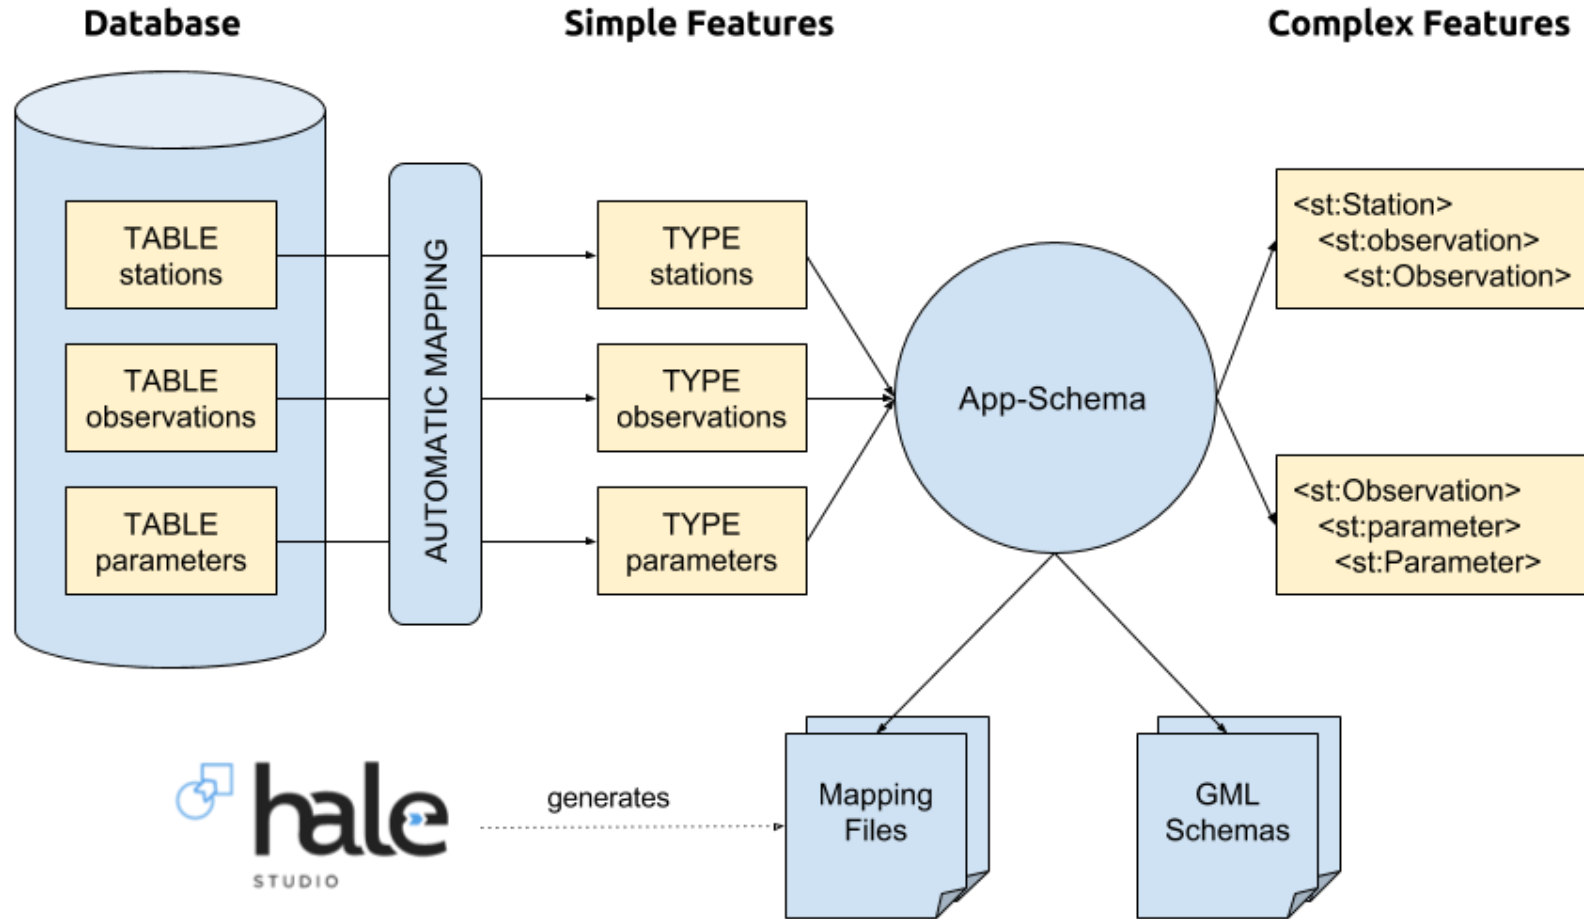 Database
Simple Features
Complex Features
TABLE
stations
TABLE
observations
TABLE
parameters
AUTOMATIC MAPPING
TYPE
stations
TYPE
observations
TYPE
parameters
App-Schema
<st:Station>
<st:observation>
<st:Observation>
<st:Observation>
<st:parameter>
<st:Parameter>
hale
STUDIO
generates
Mapping
Files
GML
Schemas